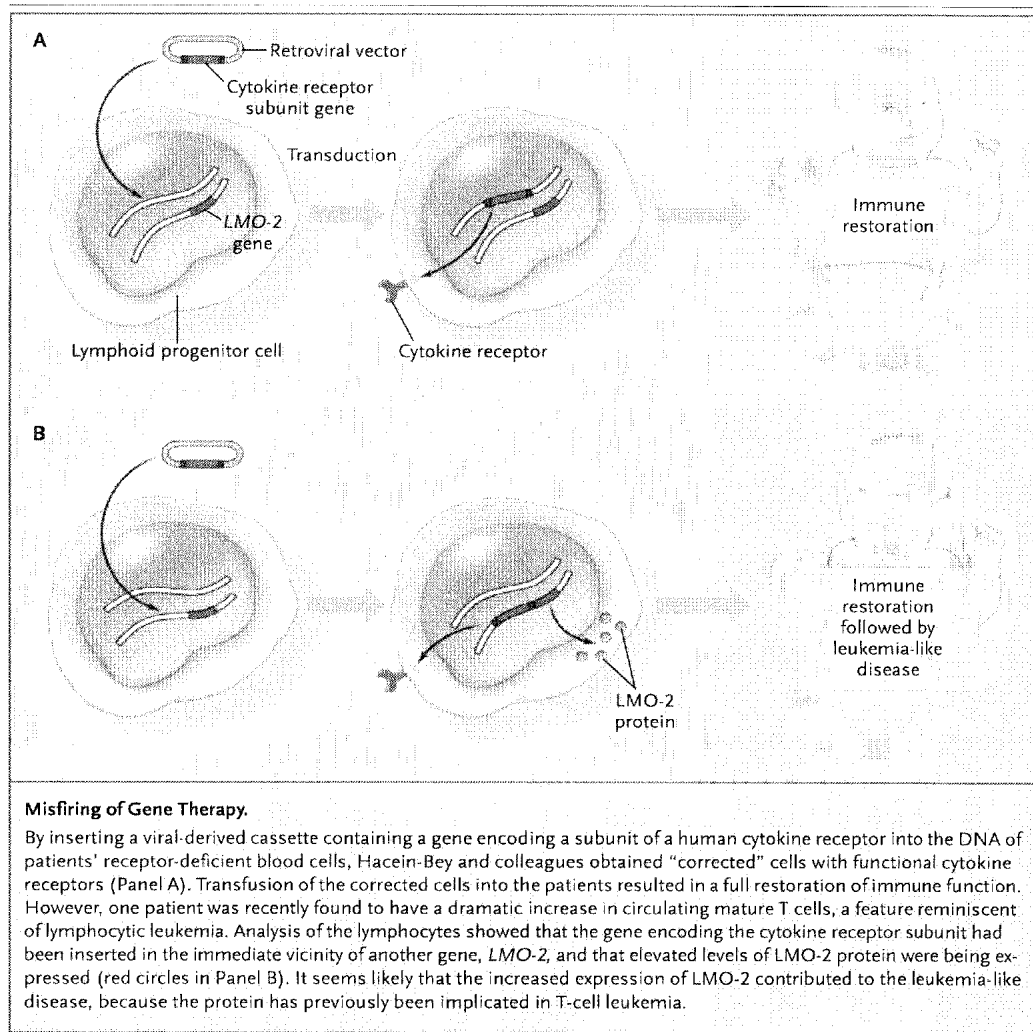 A
Retroviral vector
Cytokine receptor
subunit gene
Transduction
LMO-2
gene
Immune
restoration
Lymphoid progenitor cell
Cytokine receptor
B
Immune
restoration
followed by
leukemia-like
disease
LMO-2
protein
Misfiring of Gene Therapy.
By inserting a viral-derived cassette containing a gene encoding a subunit of a human cytokine receptor into the DNA of
patients' receptor-deficient blood cells, Hacein-Bey and colleagues obtained “corrected” cells with functional cytokine
receptors (Panel A). Transfusion of the corrected cells into the patients resulted in a full restoration of immune function.
However, one patient was recently found to have a dramatic increase in circulating mature T cells, a feature reminiscent
of lymphocytic leukemia. Analysis of the lymphocytes showed that the gene encoding the cytokine receptor subunit had
been inserted in the immediate vicinity of another gene, LMO-2, and that elevated levels of LMO-2 protein were being ex-
pressed (red circles in Panel B). It seems likely that the increased expression of LMO-2 contributed to the leukemia-like
disease, because the protein has previously been implicated in T-cell leukemia.